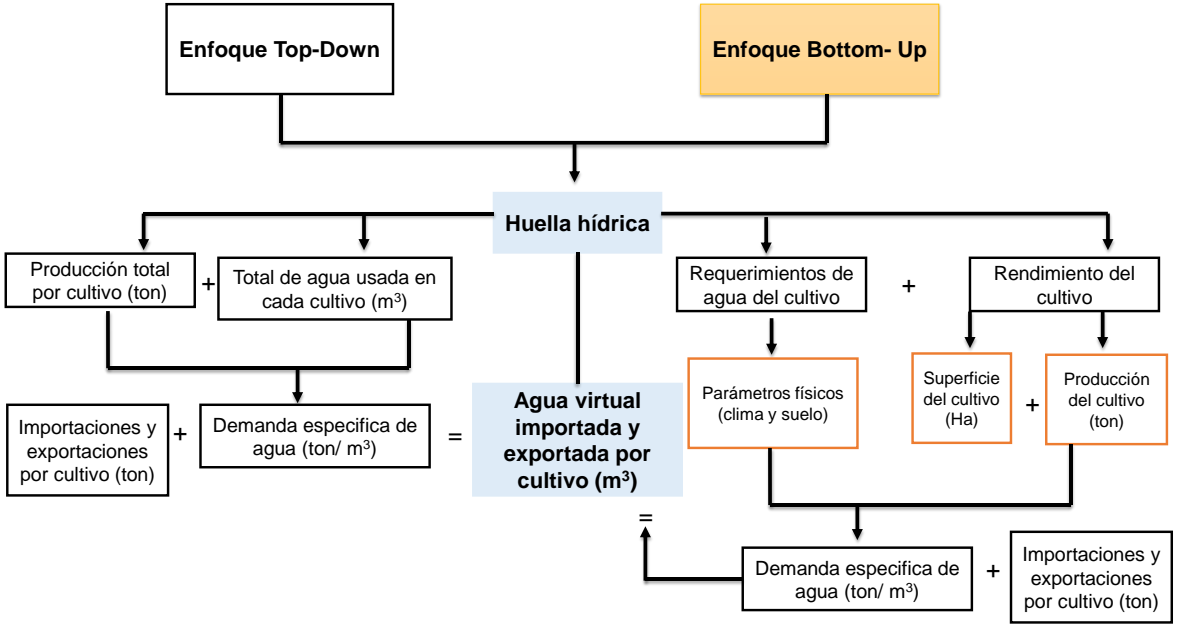 Enfoque Top-Down
Enfoque Bottom- Up
Huella hídrica
Producción total
por cultivo (ton)
+
Total de agua usada en
cada cultivo (m³)
Requerimientos de
agua del cultivo
+
Rendimiento del
cultivo
Parámetros físicos
(clima y suelo)
Superficie
del cultivo
(Ha)
+
Producción
del cultivo
(ton)
Importaciones y
exportaciones
por cultivo (ton)
+
Demanda especifica de
agua (ton/ m³)
=
Agua virtual
importada y
exportada por
cultivo (m³)
=
Demanda especifica de
agua (ton/ m³)
+
Importaciones y
exportaciones
por cultivo (ton)